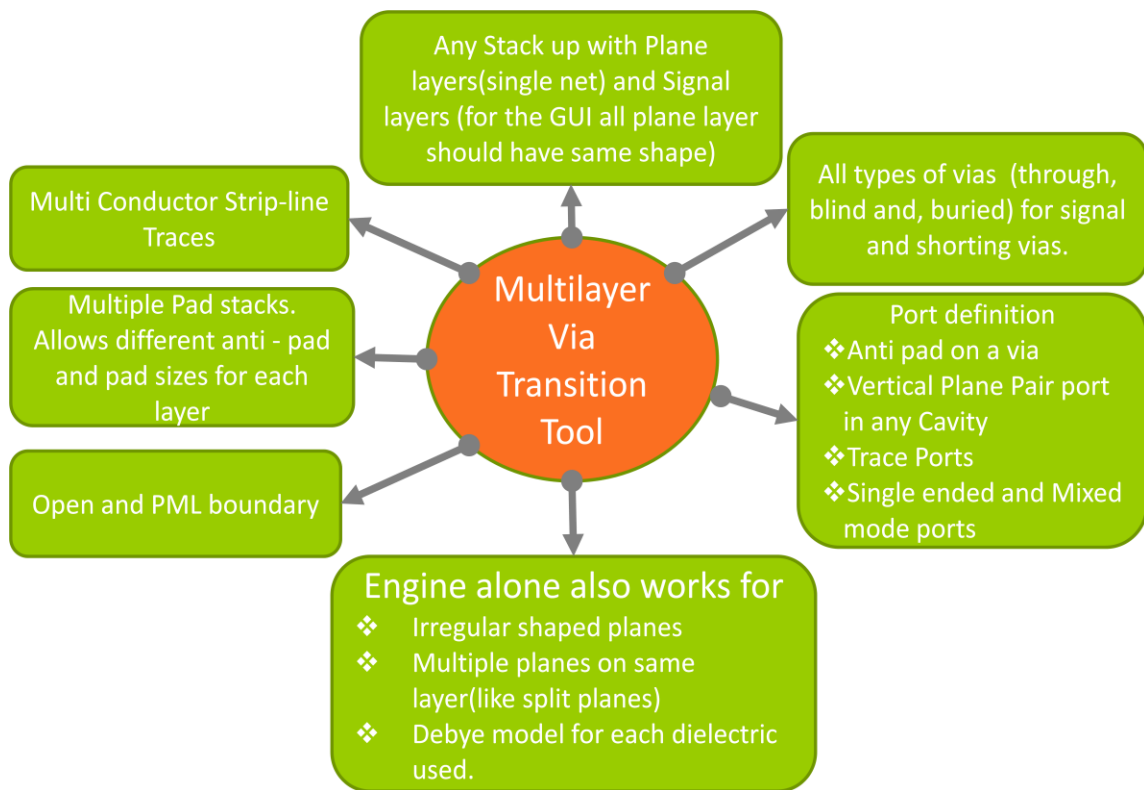 Any Stack up with Plane
layers(single net) and Signal
layers (for the GUI all plane layer
should have same shape)
Multi Conductor Strip-line
Traces
All types of vias (through,
blind and, buried) for signal
and shorting vias.
Multilayer
Via
Transition
Tool
Multiple Pad stacks.
Allows different anti - pad
and pad sizes for each
layer
Port definition
❖Anti pad on a via
❖Vertical Plane Pair port
in any Cavity
❖Trace Ports
❖Single ended and Mixed
mode ports
Open and PML boundary
Engine alone also works for
❖ Irregular shaped planes
❖ Multiple planes on same
layer(like split planes)
❖ Debye model for each dielectric
used.